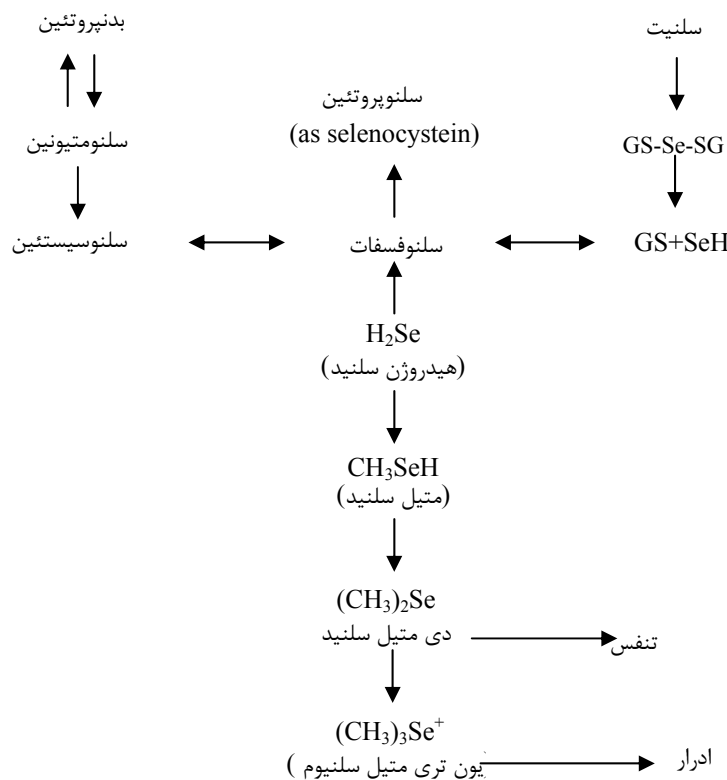 بدنپروتئین
سلنیت
سلنوپروتئین
(as selenocystein)
سلنومتیونین
GS-Se-SG
سلنوسیستئین
سلنوفسفات
GS+SeH
H₂Se
(هیدروژن سلنید)
CH₃SeH
(متیل سلنید)
(CH₃)₂Se
دی متیل سلنید
تنفس
(CH₃)₃Se⁺
یون تری متیل سلنیوم )
ادرار